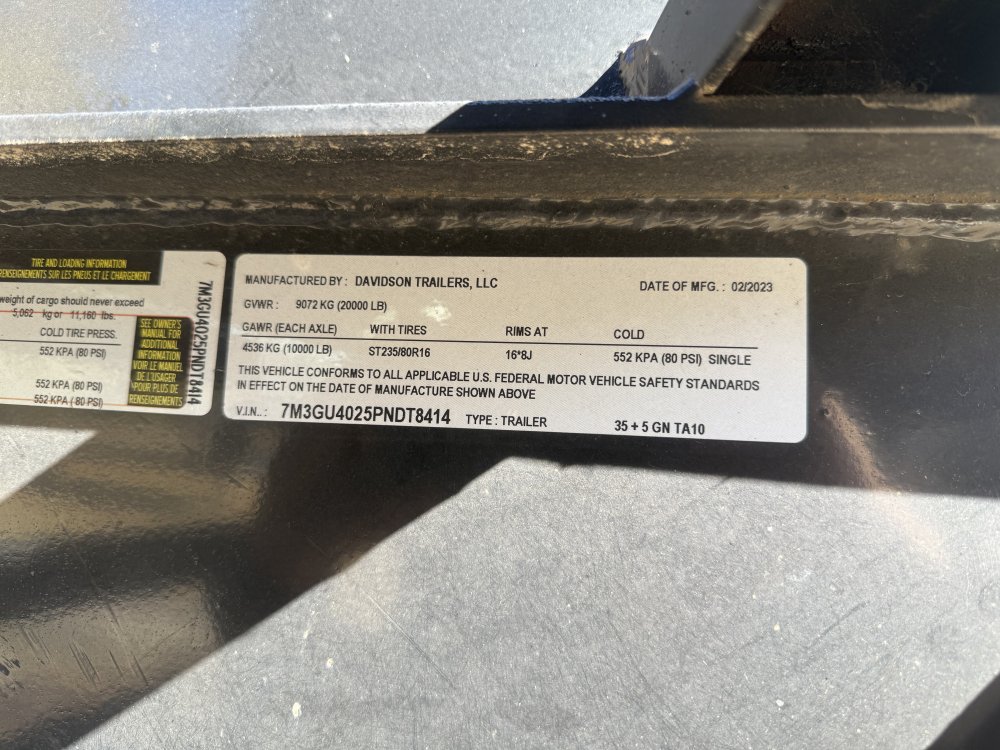 TIRE AND LOADING INFORMATION
RENSEIGNEMENTS SUR LES PNEUS ET LE CHARGEMENT
weight of cargo should never exceed
5,062 kg or 11,160 lbs.
COLD TIRE PRESS.
552 KPA (80 PSI)
552 KPA (80 PSI)
552 KPA (80 PSI)
SEE OWNER'S
MANUAL FOR
ADDITIONAL
INFORMATION
VOIR LE MANUEL
DE L'USAGER
POUR PLUS DE
RENSEIGNEMENTS
7M3GU4025PNDT8414
MANUFACTURED BY : DAVIDSON TRAILERS, LLC
DATE OF MFG. : 02/2023
GVWR : 9072 KG (20000 LB)
GAWR (EACH AXLE) WITH TIRES RIMS AT COLD
4536 KG (10000 LB) ST235/80R16 16*8J 552 KPA (80 PSI) SINGLE
THIS VEHICLE CONFORMS TO ALL APPLICABLE U.S. FEDERAL MOTOR VEHICLE SAFETY STANDARDS
IN EFFECT ON THE DATE OF MANUFACTURE SHOWN ABOVE
V.I.N.. : 7M3GU4025PNDT8414 TYPE : TRAILER 35 + 5 GN TA10